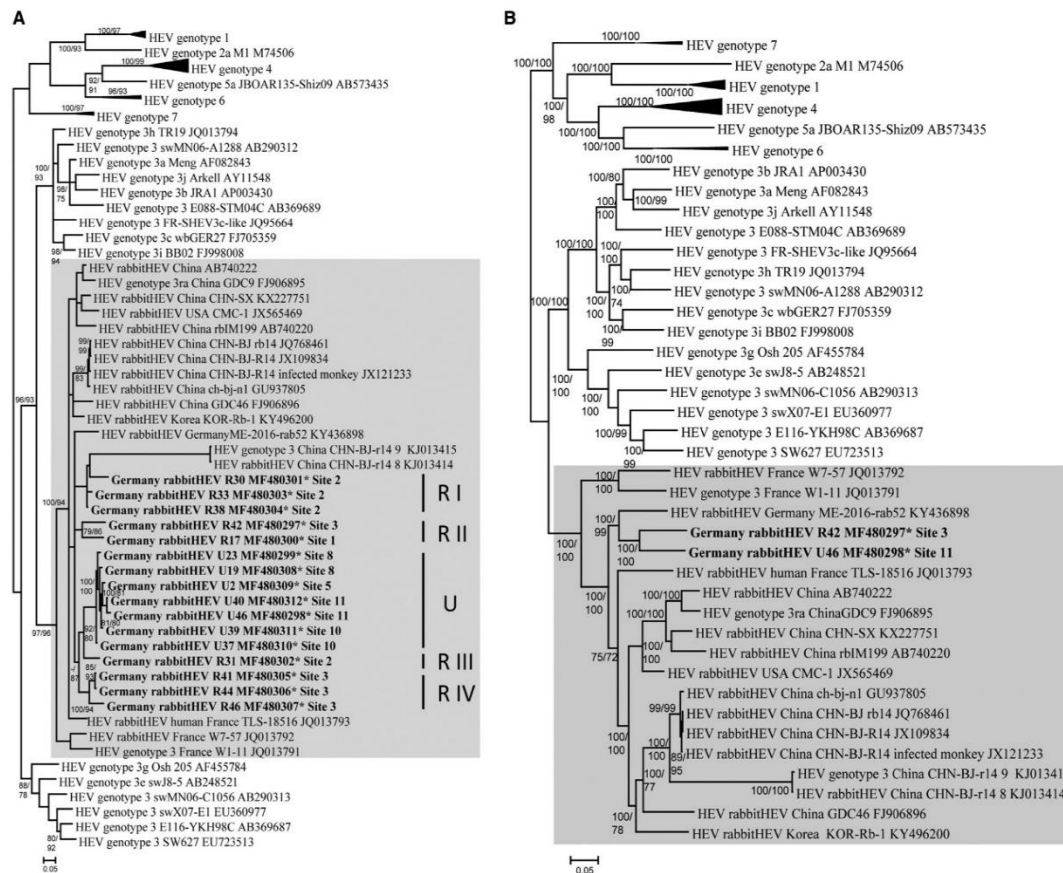 A
100/97
HEV genotype 1
100/93
HEV genotype 2a M1 M74506
100/99
HEV genotype 4
92/
91
HEV genotype 5a JBOAR135-Shiz09 AB573435
96/93
HEV genotype 6
100/97
HEV genotype 7
HEV genotype 3h TR19 JQ013794
HEV genotype 3 swMN06-A1288 AB290312
100/
93
HEV genotype 3a Meng AF082843
HEV genotype 3j Arkell AY11548
98/
75
HEV genotype 3b JRA1 AP003430
HEV genotype 3 E088-STM04C AB369689
HEV genotype 3 FR-SHEV3c-like JQ95664
HEV genotype 3c wbGER27 FJ705359
98/
94
HEV genotype 3i BB02 FJ998008
HEV rabbitHEV China AB740222
HEV genotype 3ra China GDC9 FJ906895
HEV rabbitHEV China CHN-SX KX227751
HEV rabbitHEV USA CMC-1 JX565469
HEV rabbitHEV China rbIM199 AB740220
99/
99
HEV rabbitHEV China CHN-BJ rb14 JQ768461
HEV rabbitHEV China CHN-BJ-R14 JX109834
99/
83
HEV rabbitHEV China CHN-BJ-R14 infected monkey JX121233
HEV rabbitHEV China ch-bj-n1 GU937805
96/93
HEV rabbitHEV China GDC46 FJ906896
HEV rabbitHEV Korea KOR-Rb-1 KY496200
HEV rabbitHEV GermanyME-2016-rab52 KY436898
HEV genotype 3 China CHN-BJ-r14 9 KJ013415
HEV rabbitHEV China CHN-BJ-r14 8 KJ013414
Germany rabbitHEV R30 MF480301* Site 2
Germany rabbitHEV R33 MF480303* Site 2
R I
100/94
Germany rabbitHEV R38 MF480304* Site 2
Germany rabbitHEV R42 MF480297* Site 3
R II
79/86
Germany rabbitHEV R17 MF480300* Site 1
Germany rabbitHEV U23 MF480299* Site 8
Germany rabbitHEV U19 MF480308* Site 8
100/
100
Germany rabbitHEV U2 MF480309* Site 5
100/81
Germany rabbitHEV U40 MF480312* Site 11
U
Germany rabbitHEV U46 MF480298* Site 11
81/80
92/
80
Germany rabbitHEV U39 MF480311* Site 10
97/96
Germany rabbitHEV U37 MF480310* Site 10
Germany rabbitHEV R31 MF480302* Site 2
R III
-/
87
85/
93
Germany rabbitHEV R41 MF480305* Site 3
Germany rabbitHEV R44 MF480306* Site 3
R IV
100/94
Germany rabbitHEV R46 MF480307* Site 3
HEV rabbitHEV human France TLS-18516 JQ013793
HEV rabbitHEV France W7-57 JQ013792
HEV genotype 3 France W1-11 JQ013791
HEV genotype 3g Osh 205 AF455784
88/
78
HEV genotype 3e swJ8-5 AB248521
HEV genotype 3 swMN06-C1056 AB290313
HEV genotype 3 swX07-E1 EU360977
HEV genotype 3 E116-YKH98C AB369687
80/
92
HEV genotype 3 SW627 EU723513
0.05
B
100/100
HEV genotype 7
100/100
HEV genotype 2a M1 M74506
100/100
HEV genotype 1
100/100
100/
98
100/100
HEV genotype 4
HEV genotype 5a JBOAR135-Shiz09 AB573435
100/100
100/100
HEV genotype 6
100/100
HEV genotype 3b JRA1 AP003430
100/80
HEV genotype 3a Meng AF082843
100/99
HEV genotype 3j Arkell AY11548
100/
100
HEV genotype 3 E088-STM04C AB369689
100/100
HEV genotype 3 FR-SHEV3c-like JQ95664
100/
100
HEV genotype 3h TR19 JQ013794
100/
74
HEV genotype 3 swMN06-A1288 AB290312
100/
100
HEV genotype 3c wbGER27 FJ705359
100/100
HEV genotype 3i BB02 FJ998008
100/
99
HEV genotype 3g Osh 205 AF455784
100/
100
HEV genotype 3e swJ8-5 AB248521
100/
100
HEV genotype 3 swMN06-C1056 AB290313
HEV genotype 3 swX07-E1 EU360977
100/99
HEV genotype 3 E116-YKH98C AB369687
100/
99
HEV genotype 3 SW627 EU723513
HEV rabbitHEV France W7-57 JQ013792
100/
100
HEV genotype 3 France W1-11 JQ013791
HEV rabbitHEV Germany ME-2016-rab52 KY436898
100/
99
Germany rabbitHEV R42 MF480297* Site 3
100/
100
100/
100
Germany rabbitHEV U46 MF480298* Site 11
100/
100
HEV rabbitHEV human France TLS-18516 JQ013793
HEV rabbitHEV China AB740222
100/100
HEV genotype 3ra ChinaGDC9 FJ906895
HEV rabbitHEV China CHN-SX KX227751
100/
100
HEV rabbitHEV China rbIM199 AB740220
75/72
HEV rabbitHEV USA CMC-1 JX565469
HEV rabbitHEV China ch-bj-n1 GU937805
99/99
HEV rabbitHEV China CHN-BJ rb14 JQ768461
HEV rabbitHEV China CHN-BJ-R14 JX109834
100/
100
100/
100
89/
95
HEV rabbitHEV China CHN-BJ-R14 infected monkey JX121233
HEV genotype 3 China CHN-BJ-r14 9 KJ01341
100/
77
100/100
HEV rabbitHEV China CHN-BJ-r14 8 KJ013414
HEV rabbitHEV China GDC46 FJ906896
100/
78
HEV rabbitHEV Korea KOR-Rb-1 KY496200
0.05